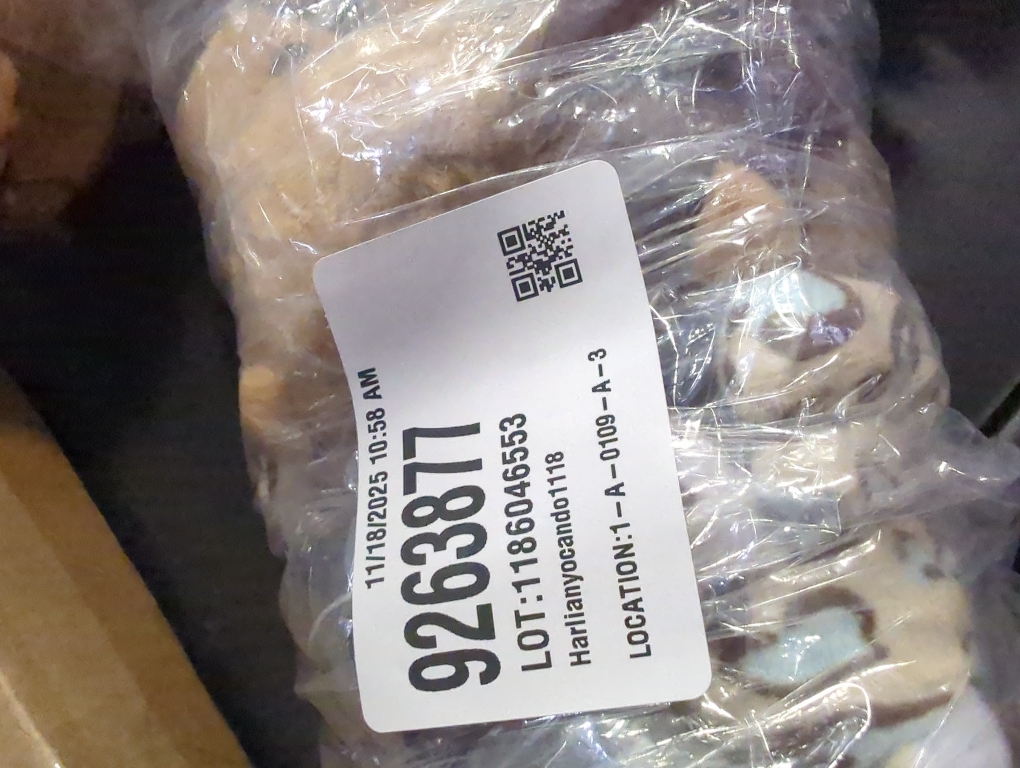 11/18/2025 10:58 AM
9263877
LOT:1186046553
Harlianyocando1118
LOCATION:1-A-0109-A-3